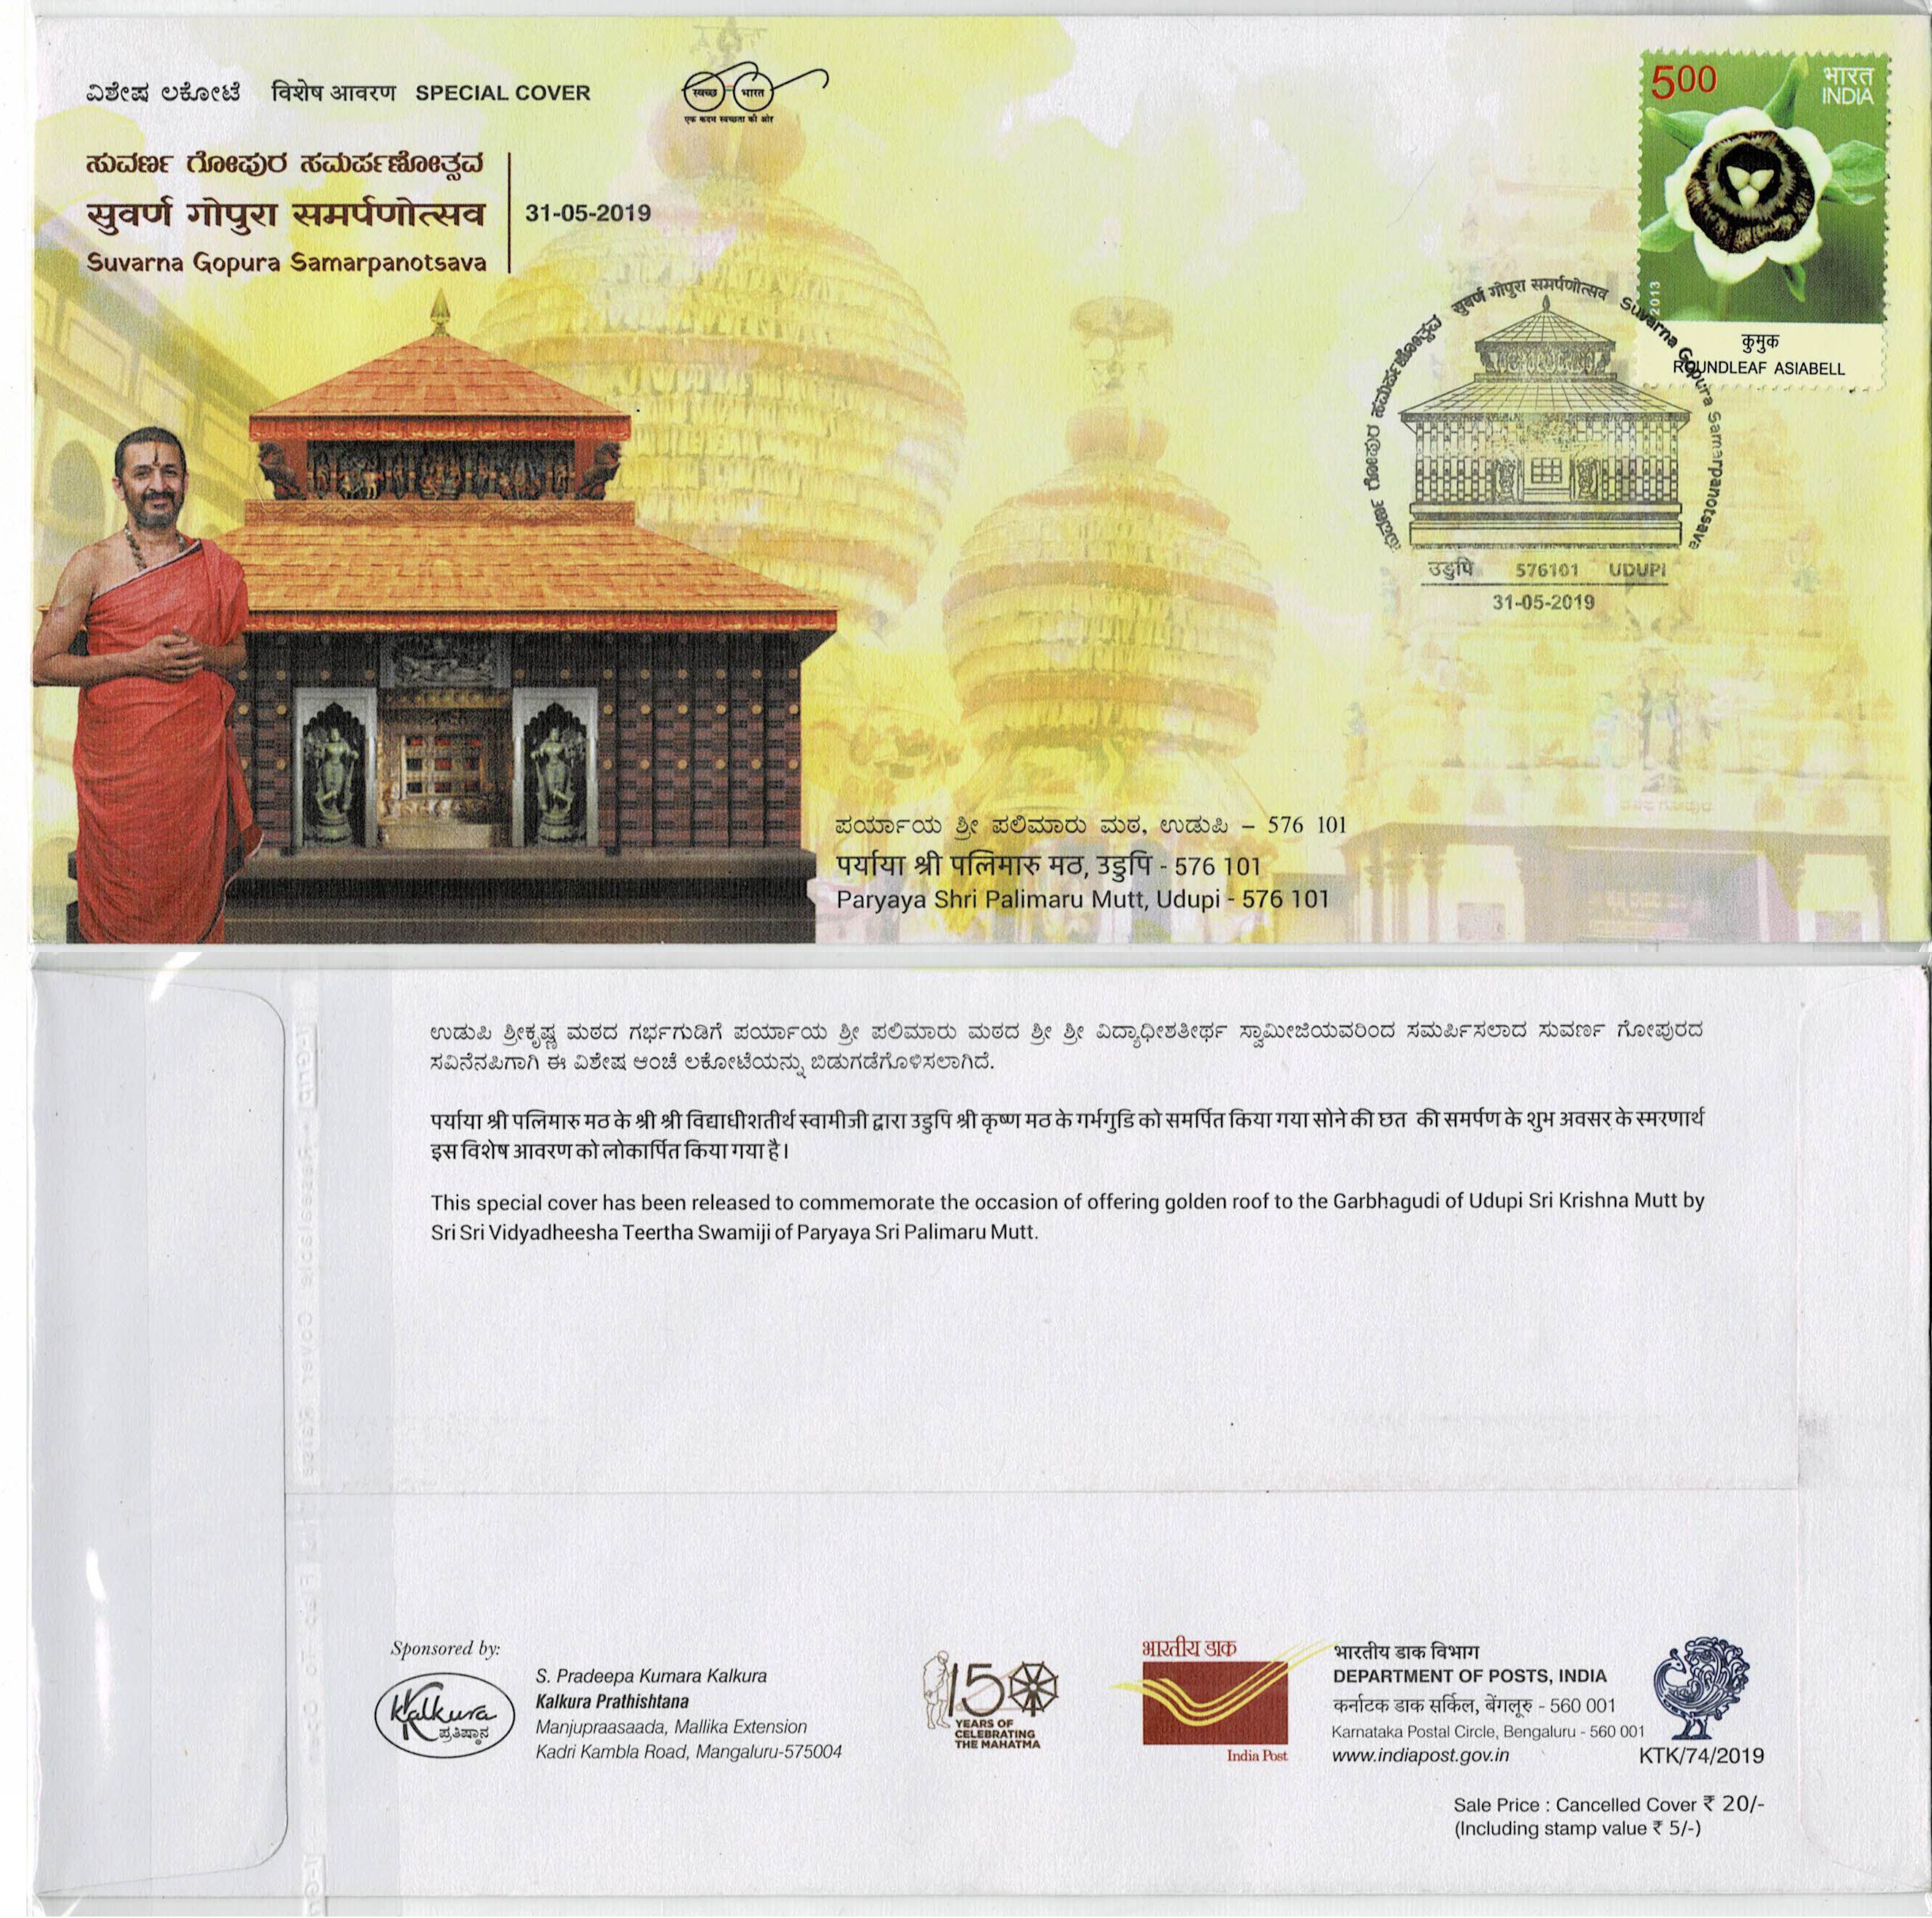 ವಿಶೇಷ ಲಕೋಟೆ विशेष आवरण SPECIAL COVER
स्वच्छ भारत
एक कदम स्वच्छता की ओर
ಸುವರ್ಣ ಗೋಪುರ ಸಮರ್ಪಣೋತ್ಸವ
सुवर्ण गोपुरा समर्पणोत्सव
Suvarna Gopura Samarpanotsava
31-05-2019
500
भारत
INDIA
2013
कुमुक
ROUNDLEAF ASIABELL
ಸುವರ್ಣ ಗೋಪುರ ಸಮರ್ಪಣೋತ್ಸವ सुवर्ण गोपुरा समर्पणोत्सव Suvarna Gopura Samarpanotsava
उडुपि 576101 UDUPI
31-05-2019
ಪರ್ಯಾಯ ಶ್ರೀ ಪಲಿಮಾರು ಮಠ, ಉಡುಪಿ – 576 101
पर्याया श्री पलिमारु मठ, उडुपि - 576 101
Paryaya Shri Palimaru Mutt, Udupi - 576 101
ಉಡುಪಿ ಶ್ರೀಕೃಷ್ಣ ಮಠದ ಗರ್ಭಗುಡಿಗೆ ಪರ್ಯಾಯ ಶ್ರೀ ಪಲಿಮಾರು ಮಠದ ಶ್ರೀ ಶ್ರೀ ವಿದ್ಯಾಧೀಶತೀರ್ಥ ಸ್ವಾಮೀಜಿಯವರಿಂದ ಸಮರ್ಪಿಸಲಾದ ಸುವರ್ಣ ಗೋಪುರದ
ಸವಿನೆನಪಿಗಾಗಿ ಈ ವಿಶೇಷ ಅಂಚೆ ಲಕೋಟೆಯನ್ನು ಬಿಡುಗಡೆಗೊಳಿಸಲಾಗಿದೆ.
पर्याया श्री पलिमारु मठ के श्री श्री विद्याधीशतीर्थ स्वामीजी द्वारा उडुपि श्री कृष्ण मठ के गर्भगुडि को समर्पित किया गया सोने की छत की समर्पण के शुभ अवसर के स्मरणार्थ
इस विशेष आवरण को लोकार्पित किया गया है।
This special cover has been released to commemorate the occasion of offering golden roof to the Garbhagudi of Udupi Sri Krishna Mutt by
Sri Sri Vidyadheesha Teertha Swamiji of Paryaya Sri Palimaru Mutt.
Sponsored by:
Kalkura
ಪ್ರತಿಷ್ಠಾನ
S. Pradeepa Kumara Kalkura
Kalkura Prathishtana
Manjupraasaada, Mallika Extension
Kadri Kambla Road, Mangaluru-575004
150
YEARS OF
CELEBRATING
THE MAHATMA
भारतीय डाक
India Post
भारतीय डाक विभाग
DEPARTMENT OF POSTS, INDIA
कर्नाटक डाक सर्किल, बेंगलूरु - 560 001
Karnataka Postal Circle, Bengaluru - 560 001
www.indiapost.gov.in
KTK/74/2019
Sale Price : Cancelled Cover ₹ 20/-
(Including stamp value ₹ 5/-)